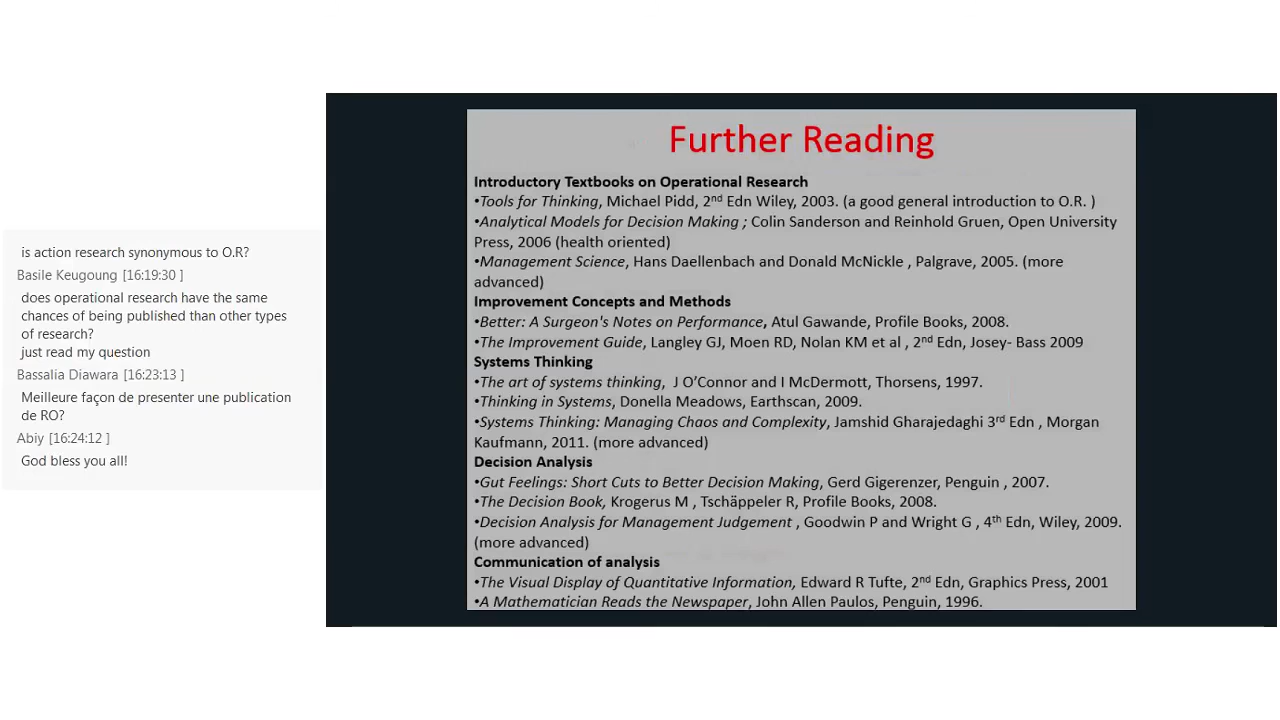 is action research synonymous to O.R?
Basile Keugoung [16:19:30 ]
does operational research have the same
chances of being published than other types
of research?
just read my question
Bassalia Diawara [16:23:13 ]
Meilleure façon de presenter une publication
de RO?
Abiy [16:24:12 ]
God bless you all!
Further Reading
Introductory Textbooks on Operational Research
•Tools for Thinking, Michael Pidd, 2nd Edn Wiley, 2003. (a good general introduction to O.R. )
•Analytical Models for Decision Making ; Colin Sanderson and Reinhold Gruen, Open University
Press, 2006 (health oriented)
•Management Science, Hans Daellenbach and Donald McNickle , Palgrave, 2005. (more
advanced)
Improvement Concepts and Methods
•Better: A Surgeon's Notes on Performance, Atul Gawande, Profile Books, 2008.
•The Improvement Guide, Langley GJ, Moen RD, Nolan KM et al , 2nd Edn, Josey- Bass 2009
Systems Thinking
•The art of systems thinking,  J O’Connor and I McDermott, Thorsens, 1997.
•Thinking in Systems, Donella Meadows, Earthscan, 2009.
•Systems Thinking: Managing Chaos and Complexity, Jamshid Gharajedaghi 3rd Edn , Morgan
Kaufmann, 2011. (more advanced)
Decision Analysis
•Gut Feelings: Short Cuts to Better Decision Making, Gerd Gigerenzer, Penguin , 2007.
•The Decision Book, Krogerus M , Tschäppeler R, Profile Books, 2008.
•Decision Analysis for Management Judgement , Goodwin P and Wright G , 4th Edn, Wiley, 2009.
(more advanced)
Communication of analysis
•The Visual Display of Quantitative Information, Edward R Tufte, 2nd Edn, Graphics Press, 2001
•A Mathematician Reads the Newspaper, John Allen Paulos, Penguin, 1996.